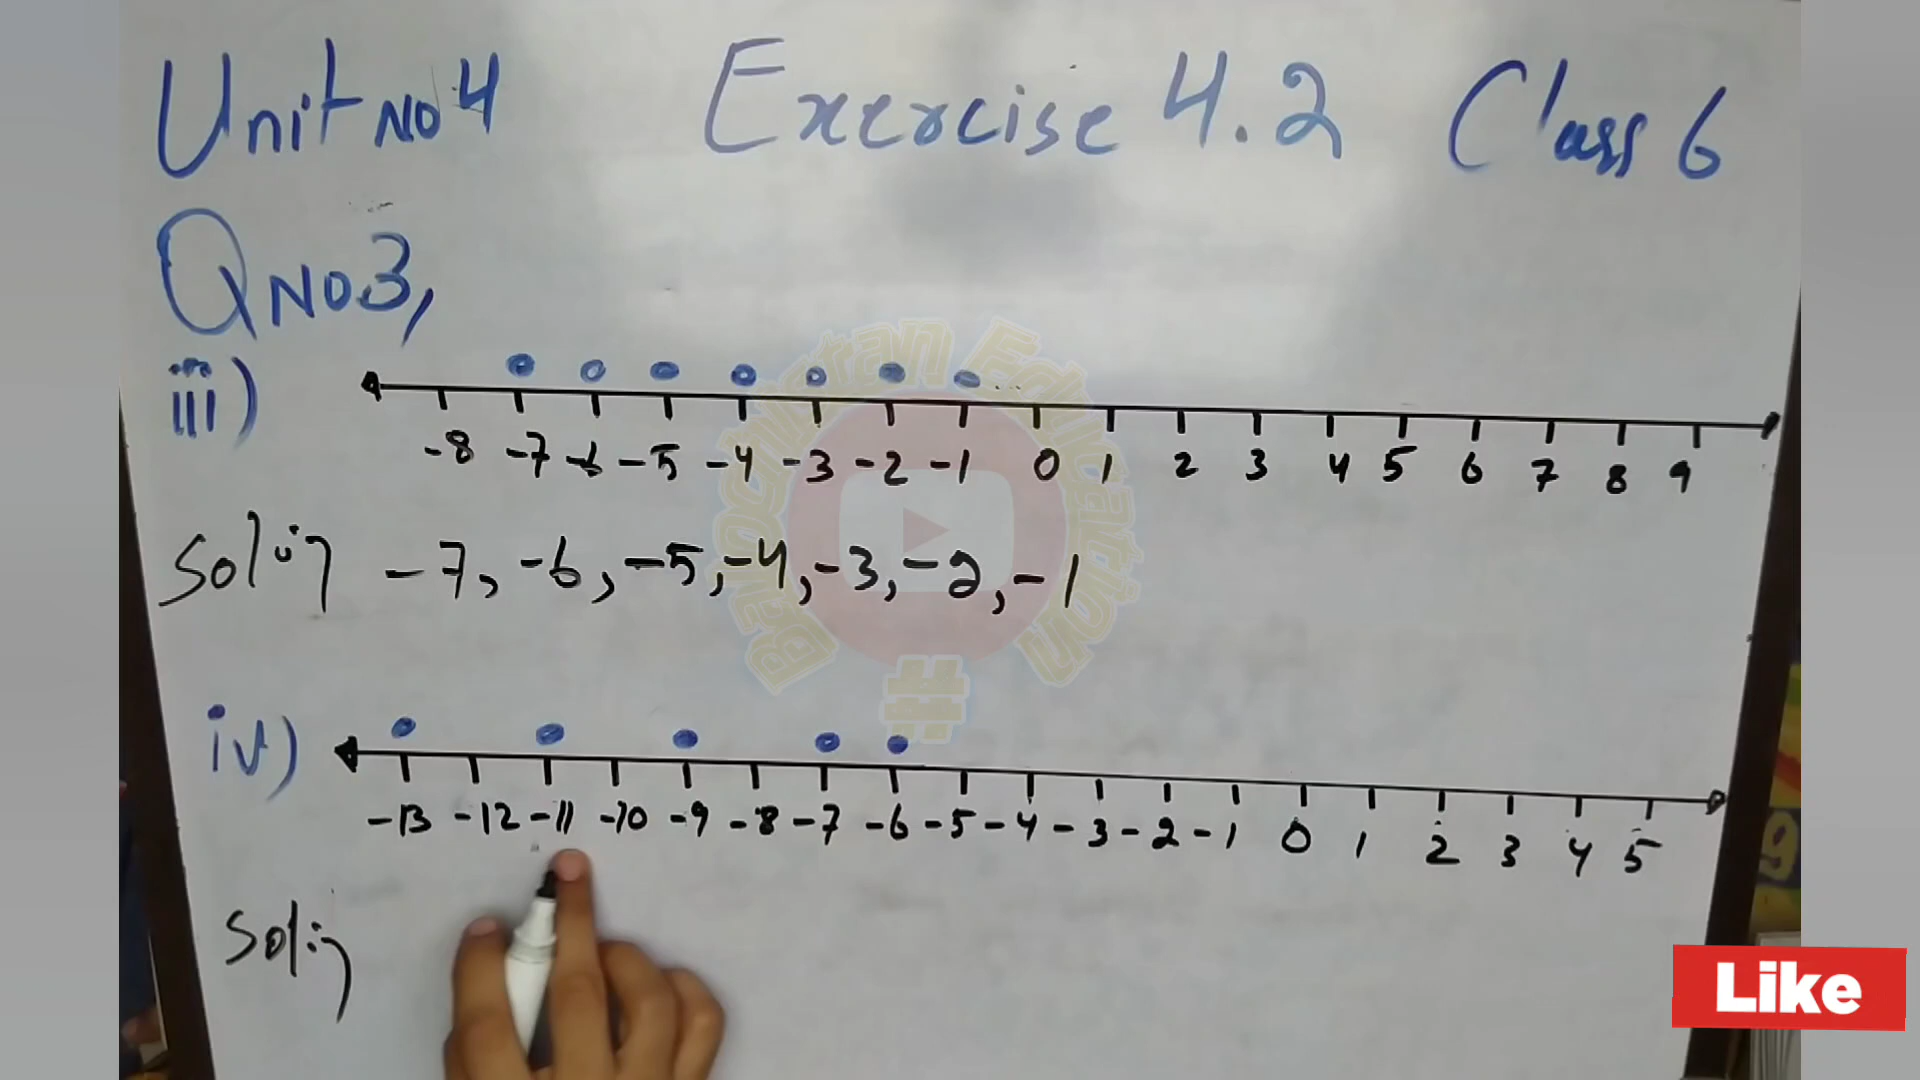 Unit No 4 Exercise 4.2 Class 6
Q No 3,
iii)
-8 -7 -6 -5 -4 -3 -2 -1 0 1 2 3 4 5 6 7 8 9
Sol:, -7, -6, -5, -4, -3, -2, -1
# Balochistan Education
iv)
-13 -12 -11 -10 -9 -8 -7 -6 -5 -4 -3 -2 -1 0 1 2 3 4 5
Sol:,
9
Like